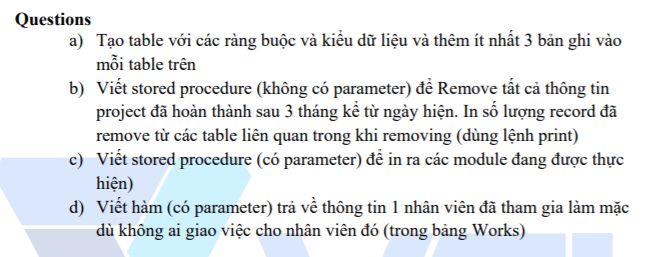 Questions
a) Tạo table với các ràng buộc và kiểu dữ liệu và thêm ít nhất 3 bản ghi vào
mỗi table trên
b) Viết stored procedure (không có parameter) để Remove tất cả thông tin
project đã hoàn thành sau 3 tháng kể từ ngày hiện. In số lượng record đã
remove từ các table liên quan trong khi removing (dùng lệnh print)
c) Viết stored procedure (có parameter) để in ra các module đang được thực
hiện)
d) Viết hàm (có parameter) trả về thông tin 1 nhân viên đã tham gia làm mặc
dù không ai giao việc cho nhân viên đó (trong bảng Works)